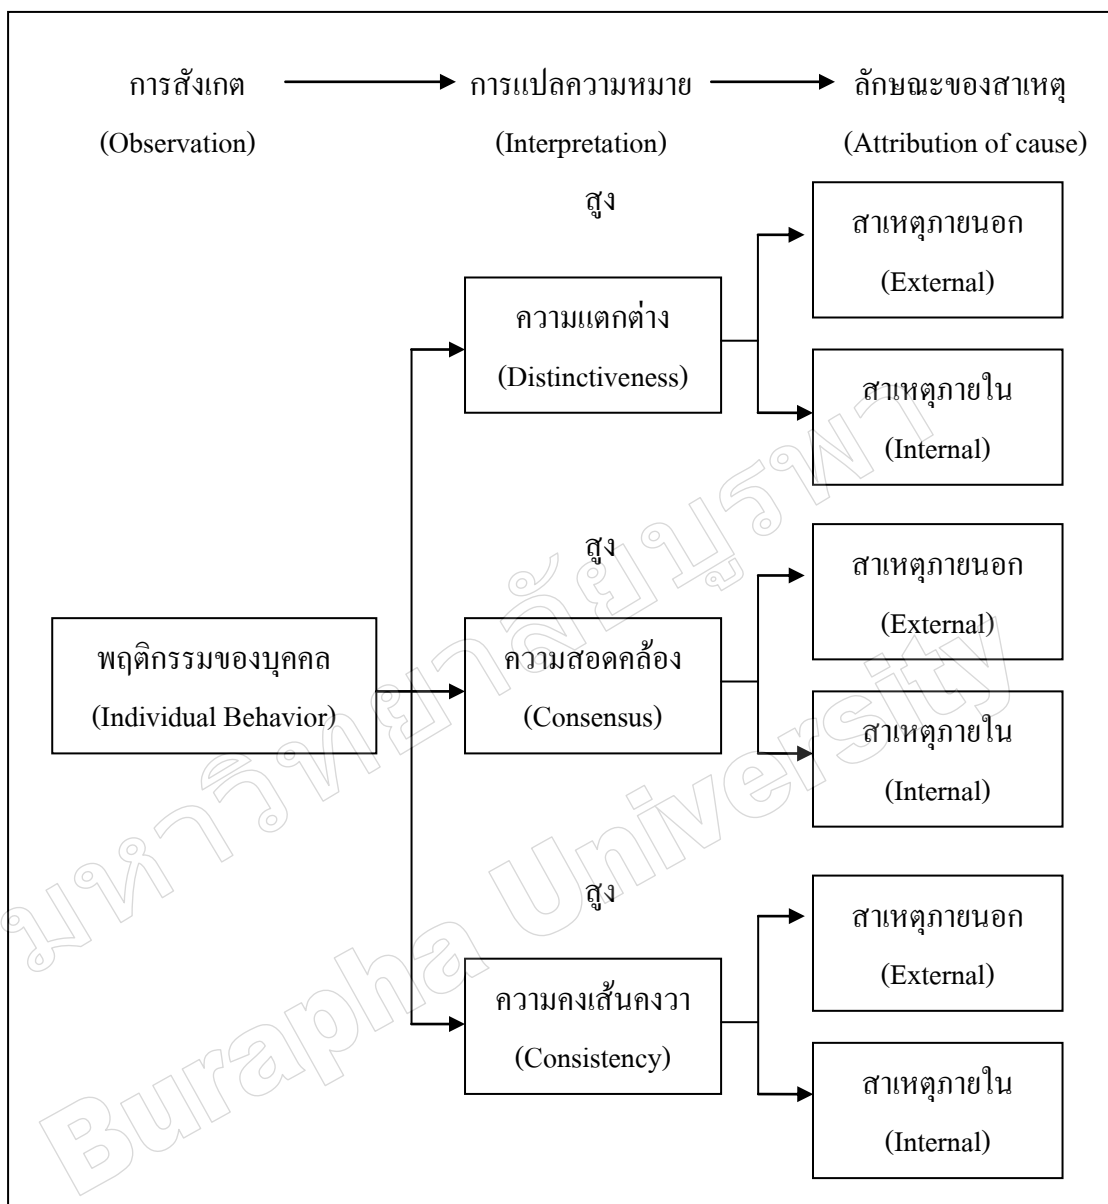 การสังเกต
(Observation)
การแปลความหมาย
(Interpretation)
ลักษณะของสาเหตุ
(Attribution of cause)
สูง
ความแตกต่าง
(Distinctiveness)
สาเหตุภายนอก
(External)
สาเหตุภายใน
(Internal)
พฤติกรรมของบุคคล
(Individual Behavior)
สูง
ความสอดคล้อง
(Consensus)
สาเหตุภายนอก
(External)
สาเหตุภายใน
(Internal)
สูง
ความคงเส้นคงวา
(Consistency)
สาเหตุภายนอก
(External)
สาเหตุภายใน
(Internal)
มหาวิทยาลัยบูรพา
Burapha University